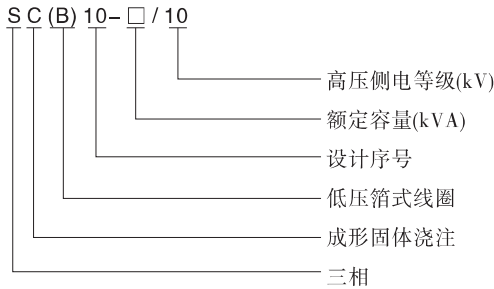 SC(B)10-□/10
高压侧电等级(kV)
额定容量(kVA)
设计序号
低压箔式线圈
成形固体浇注
三相